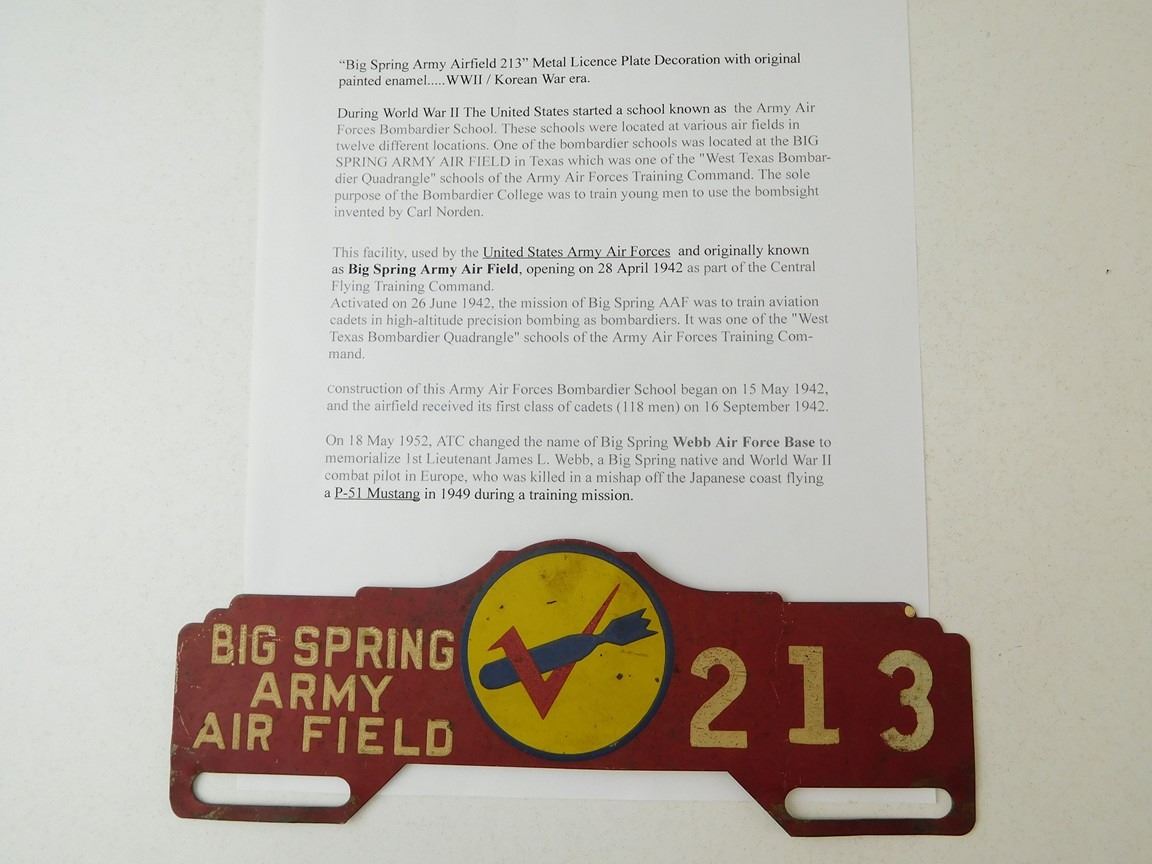 “Big Spring Army Airfield 213” Metal Licence Plate Decoration with original
painted enamel.....WWII / Korean War era.
During World War II The United States started a school known as the Army Air
Forces Bombardier School. These schools were located at various air fields in
twelve different locations. One of the bombardier schools was located at the BIG
SPRING ARMY AIR FIELD in Texas which was one of the "West Texas Bombar-
dier Quadrangle" schools of the Army Air Forces Training Command. The sole
purpose of the Bombardier College was to train young men to use the bombsight
invented by Carl Norden.
This facility, used by the United States Army Air Forces and originally known
as Big Spring Army Air Field, opening on 28 April 1942 as part of the Central
Flying Training Command.
Activated on 26 June 1942, the mission of Big Spring AAF was to train aviation
cadets in high-altitude precision bombing as bombardiers. It was one of the "West
Texas Bombardier Quadrangle" schools of the Army Air Forces Training Com-
mand.
construction of this Army Air Forces Bombardier School began on 15 May 1942,
and the airfield received its first class of cadets (118 men) on 16 September 1942.
On 18 May 1952, ATC changed the name of Big Spring Webb Air Force Base to
memorialize 1st Lieutenant James L. Webb, a Big Spring native and World War II
combat pilot in Europe, who was killed in a mishap off the Japanese coast flying
a P-51 Mustang in 1949 during a training mission.
BIG SPRING
ARMY
AIR FIELD
V
213